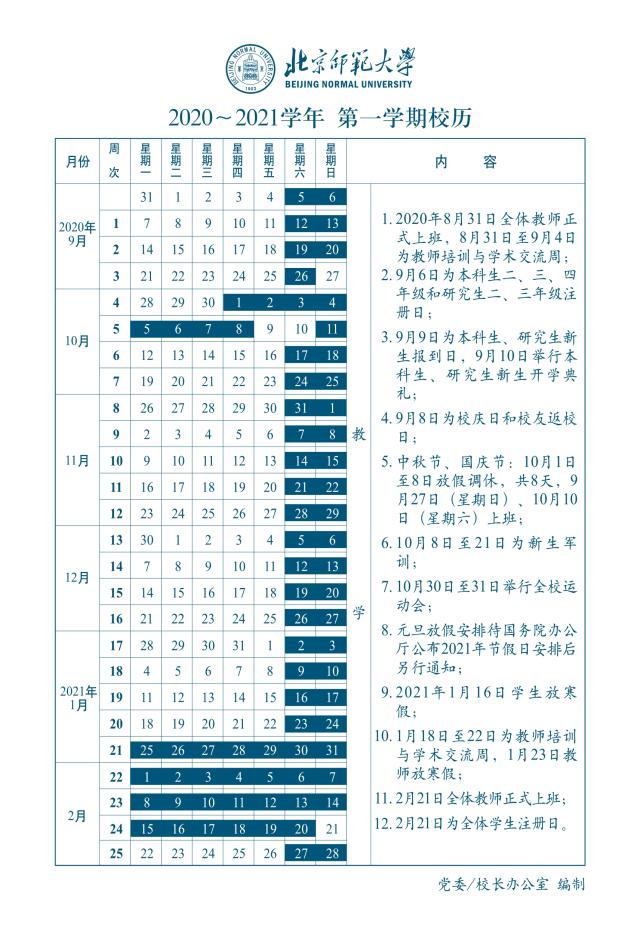 BEIJING NORMAL UNIVERSITY
1902
北京师范大学
BEIJING NORMAL UNIVERSITY
2020～2021学年 第一学期校历
月份 周次 星期一 星期二 星期三 星期四 星期五 星期六 星期日 内 容
2020年9月
31 1 2 3 4 5 6
1 7 8 9 10 11 12 13
2 14 15 16 17 18 19 20
3 21 22 23 24 25 26 27
10月
4 28 29 30 1 2 3 4
5 5 6 7 8 9 10 11
6 12 13 14 15 16 17 18
7 19 20 21 22 23 24 25
11月
8 26 27 28 29 30 31 1
9 2 3 4 5 6 7 8
10 9 10 11 12 13 14 15
11 16 17 18 19 20 21 22
12 23 24 25 26 27 28 29
12月
13 30 1 2 3 4 5 6
14 7 8 9 10 11 12 13
15 14 15 16 17 18 19 20
16 21 22 23 24 25 26 27
2021年1月
17 28 29 30 31 1 2 3
18 4 5 6 7 8 9 10
19 11 12 13 14 15 16 17
20 18 19 20 21 22 23 24
21 25 26 27 28 29 30 31
2月
22 1 2 3 4 5 6 7
23 8 9 10 11 12 13 14
24 15 16 17 18 19 20 21
25 22 23 24 25 26 27 28
教
学
1.2020年8月31日全体教师正
式上班，8月31日至9月4日
为教师培训与学术交流周；
2.9月6日为本科生二、三、四
年级和研究生二、三年级注
册日；
3.9月9日为本科生、研究生新
生报到日，9月10日举行本
科生、研究生新生开学典
礼；
4.9月8日为校庆日和校友返校
日；
5.中秋节、国庆节：10月1日
至8日放假调休，共8天，9
月27日（星期日）、10月10
日（星期六）上班；
6.10月8日至21日为新生军
训；
7.10月30日至31日举行全校运
动会；
8.元旦放假安排待国务院办公
厅公布2021年节假日安排后
另行通知；
9.2021年1月16日学生放寒
假；
10.1月18日至22日为教师培训
与学术交流周，1月23日教
师放寒假；
11.2月21日全体教师正式上班；
12.2月21日为全体学生注册日。
党委/校长办公室 编制